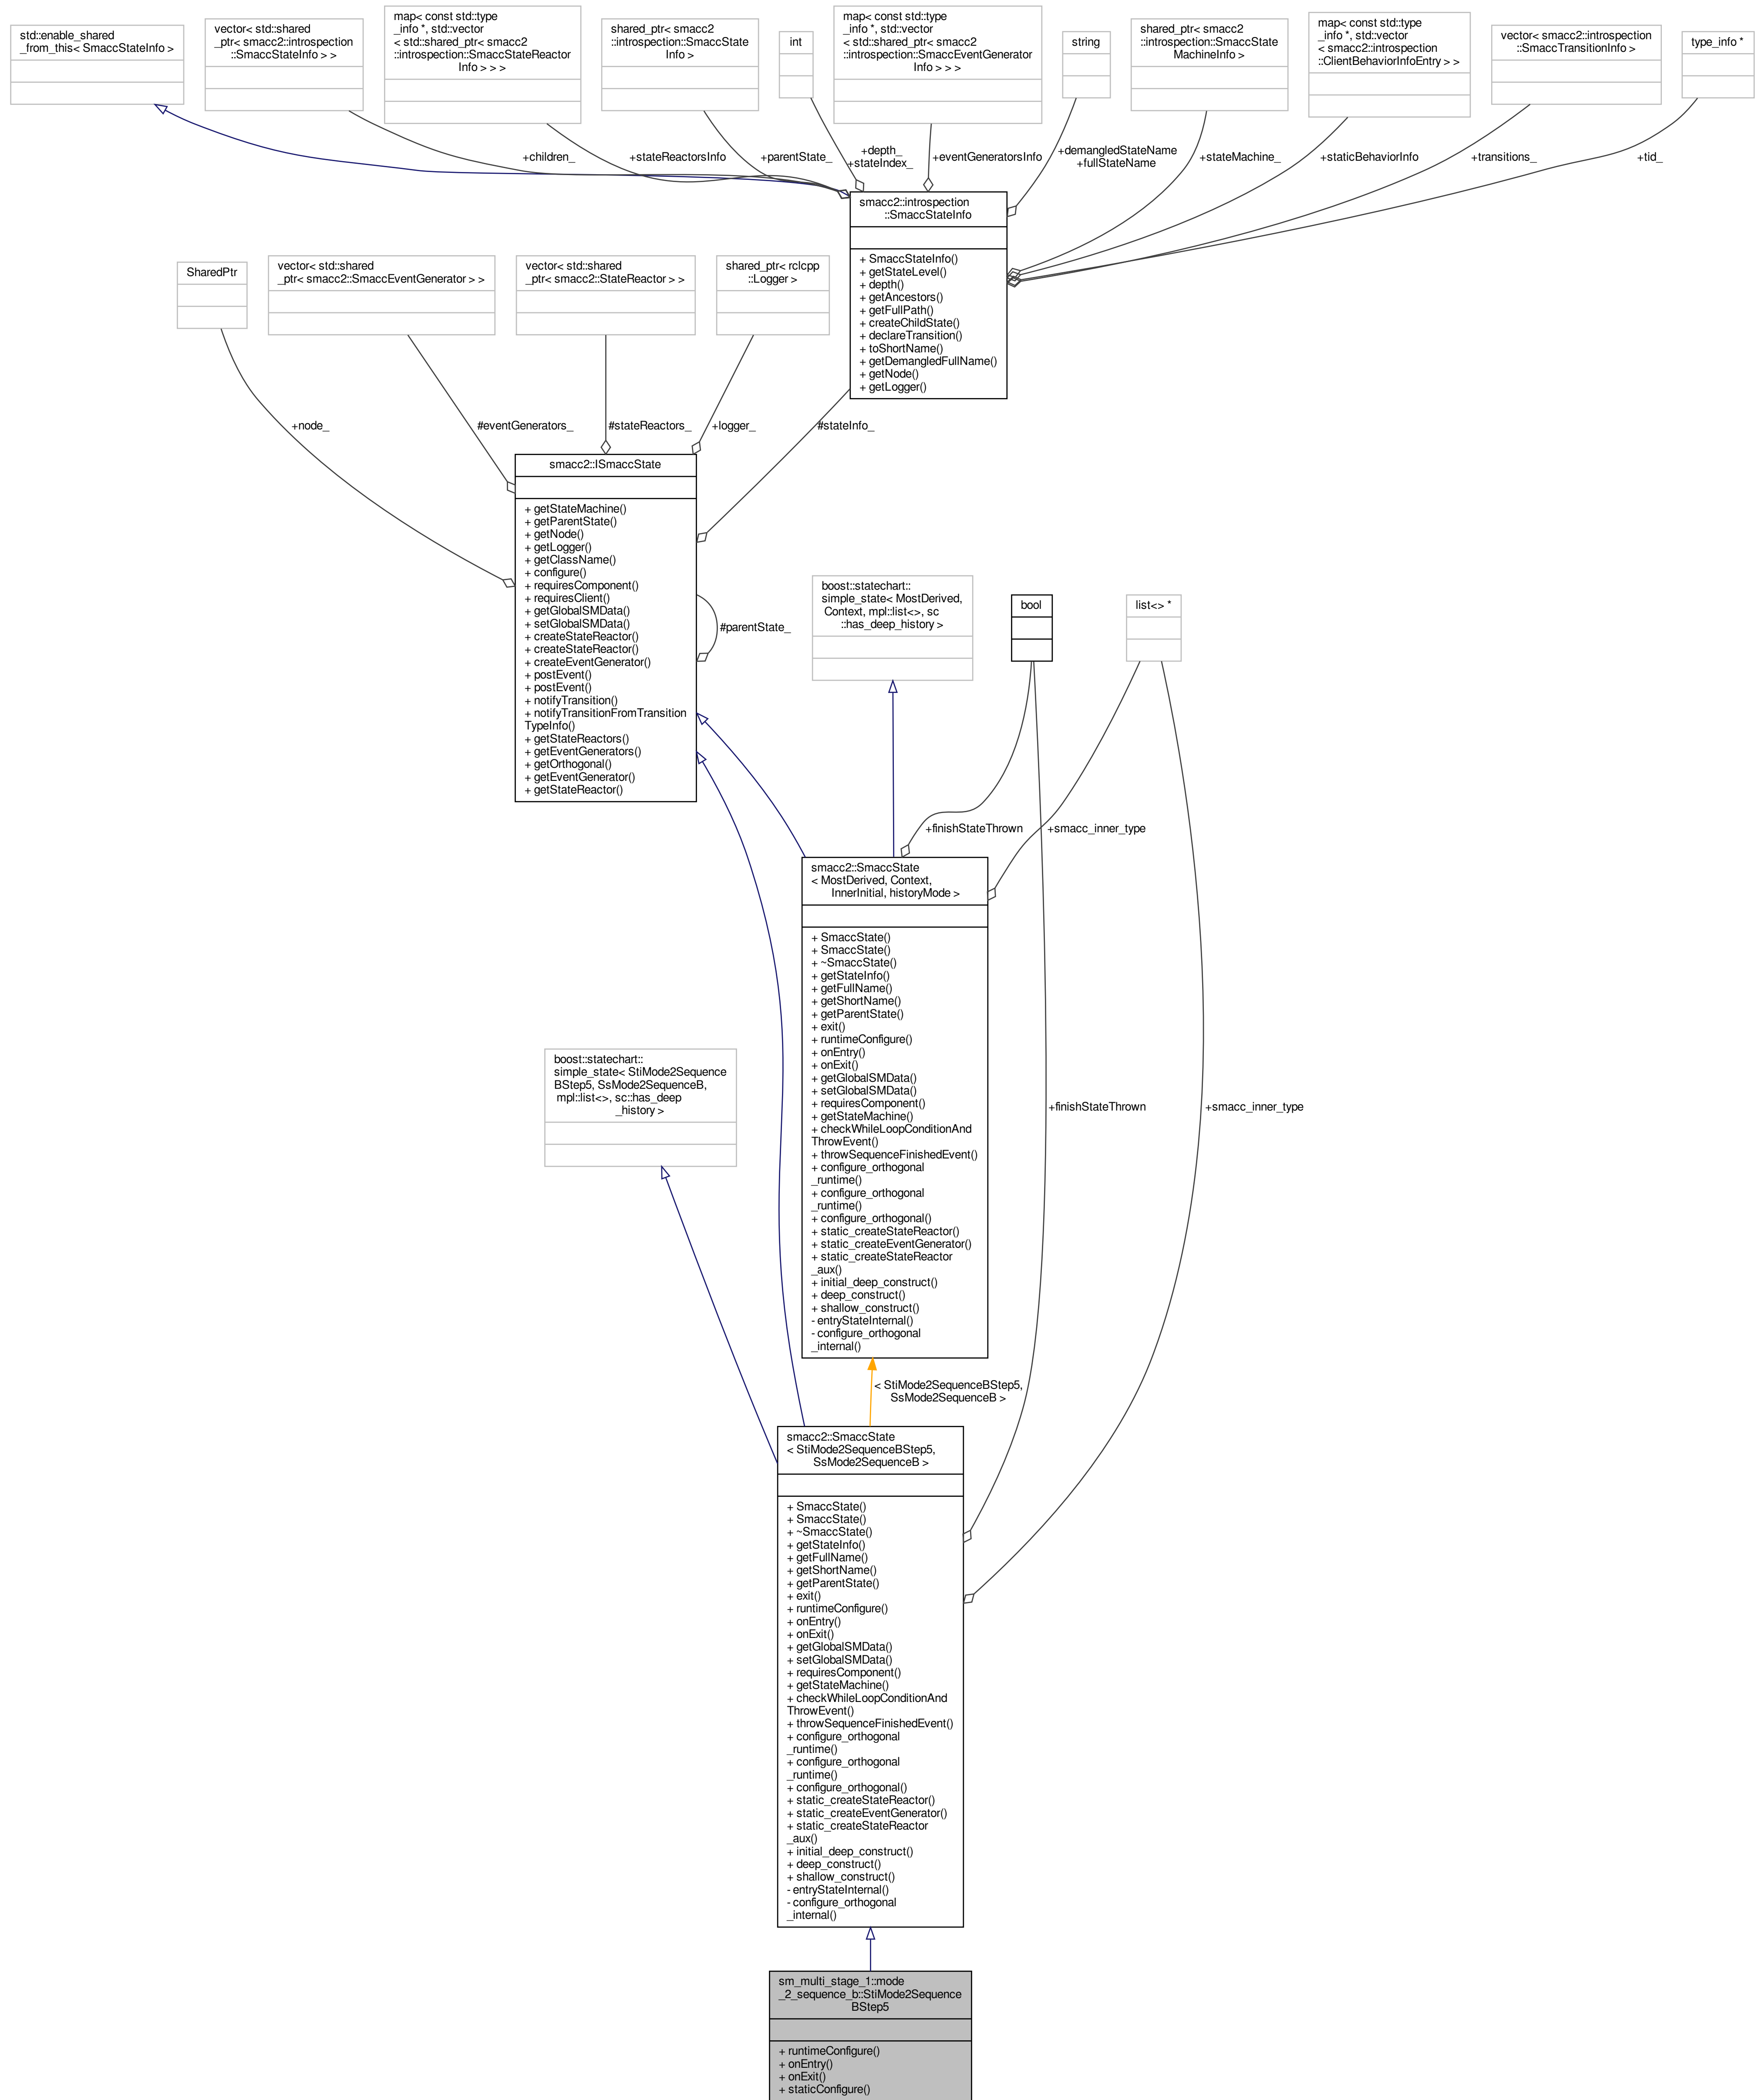 std::enable_shared
_from_this< SmaccStateInfo >
vector< std::shared
_ptr< smacc2::introspection
::SmaccStateInfo > >
map< const std::type
_info *, std::vector
< std::shared_ptr< smacc2
::introspection::SmaccStateReactor
Info > > >
shared_ptr< smacc2
::introspection::SmaccState
Info >
int
map< const std::type
_info *, std::vector
< std::shared_ptr< smacc2
::introspection::SmaccEventGenerator
Info > > >
string
shared_ptr< smacc2
::introspection::SmaccState
MachineInfo >
map< const std::type
_info *, std::vector
< smacc2::introspection
::ClientBehaviorInfoEntry > >
vector< smacc2::introspection
::SmaccTransitionInfo >
type_info *
+children_
+stateReactorsInfo
+parentState_
+depth_
+stateIndex_
+eventGeneratorsInfo
+demangledStateName
+fullStateName
+stateMachine_
+staticBehaviorInfo
+transitions_
+tid_
smacc2::introspection
::SmaccStateInfo
+ SmaccStateInfo()
+ getStateLevel()
+ depth()
+ getAncestors()
+ getFullPath()
+ createChildState()
+ declareTransition()
+ toShortName()
+ getDemangledFullName()
+ getNode()
+ getLogger()
SharedPtr
vector< std::shared
_ptr< smacc2::SmaccEventGenerator > >
vector< std::shared
_ptr< smacc2::StateReactor > >
shared_ptr< rclcpp
::Logger >
+node_
#eventGenerators_
#stateReactors_
+logger_
#stateInfo_
smacc2::ISmaccState
+ getStateMachine()
+ getParentState()
+ getNode()
+ getLogger()
+ getClassName()
+ configure()
+ requiresComponent()
+ requiresClient()
+ getGlobalSMData()
+ setGlobalSMData()
+ createStateReactor()
+ createStateReactor()
+ createEventGenerator()
+ postEvent()
+ postEvent()
+ notifyTransition()
+ notifyTransitionFromTransition
TypeInfo()
+ getStateReactors()
+ getEventGenerators()
+ getOrthogonal()
+ getEventGenerator()
+ getStateReactor()
#parentState_
boost::statechart::
simple_state< MostDerived,
Context, mpl::list<>, sc
::has_deep_history >
bool
list<> *
+finishStateThrown
+smacc_inner_type
smacc2::SmaccState
< MostDerived, Context,
InnerInitial, historyMode >
+ SmaccState()
+ SmaccState()
+ ~SmaccState()
+ getStateInfo()
+ getFullName()
+ getShortName()
+ getParentState()
+ exit()
+ runtimeConfigure()
+ onEntry()
+ onExit()
+ getGlobalSMData()
+ setGlobalSMData()
+ requiresComponent()
+ getStateMachine()
+ checkWhileLoopConditionAnd
ThrowEvent()
+ throwSequenceFinishedEvent()
+ configure_orthogonal
_runtime()
+ configure_orthogonal
_runtime()
+ configure_orthogonal()
+ static_createStateReactor()
+ static_createEventGenerator()
+ static_createStateReactor
_aux()
+ initial_deep_construct()
+ deep_construct()
+ shallow_construct()
- entryStateInternal()
- configure_orthogonal
_internal()
boost::statechart::
simple_state< StiMode2Sequence
BStep5, SsMode2SequenceB,
mpl::list<>, sc::has_deep
_history >
+finishStateThrown
+smacc_inner_type
< StiMode2SequenceBStep5,
SsMode2SequenceB >
smacc2::SmaccState
< StiMode2SequenceBStep5,
SsMode2SequenceB >
+ SmaccState()
+ SmaccState()
+ ~SmaccState()
+ getStateInfo()
+ getFullName()
+ getShortName()
+ getParentState()
+ exit()
+ runtimeConfigure()
+ onEntry()
+ onExit()
+ getGlobalSMData()
+ setGlobalSMData()
+ requiresComponent()
+ getStateMachine()
+ checkWhileLoopConditionAnd
ThrowEvent()
+ throwSequenceFinishedEvent()
+ configure_orthogonal
_runtime()
+ configure_orthogonal
_runtime()
+ configure_orthogonal()
+ static_createStateReactor()
+ static_createEventGenerator()
+ static_createStateReactor
_aux()
+ initial_deep_construct()
+ deep_construct()
+ shallow_construct()
- entryStateInternal()
- configure_orthogonal
_internal()
sm_multi_stage_1::mode
_2_sequence_b::StiMode2Sequence
BStep5
+ runtimeConfigure()
+ onEntry()
+ onExit()
+ staticConfigure()